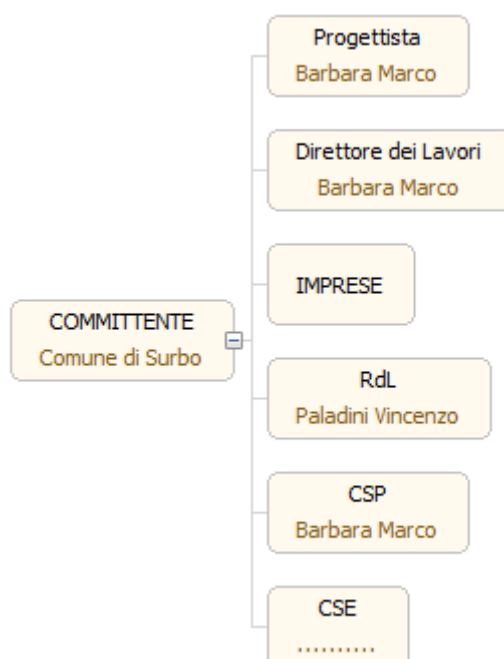 Progettista
Barbara Marco
Direttore dei Lavori
Barbara Marco
IMPRESE
COMMITTENTE
Comune di Surbo
RdL
Paladini Vincenzo
CSP
Barbara Marco
CSE
..........